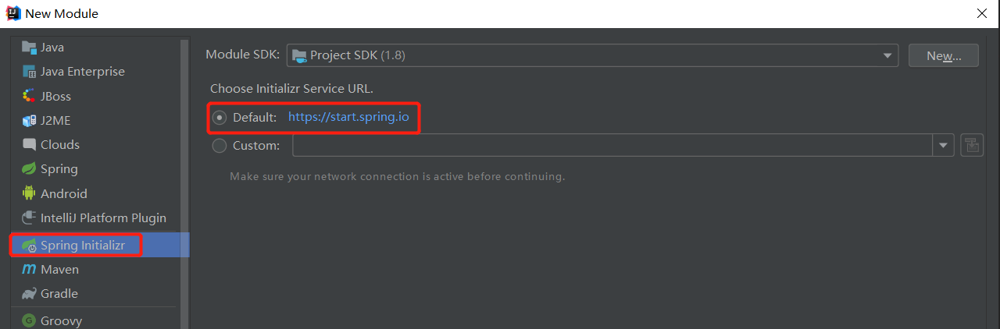 New Module
Java
Java Enterprise
JBoss
J2ME
Clouds
Spring
Android
IntelliJ Platform Plugin
Spring Initializr
Maven
Gradle
Groovy
Module SDK: Project SDK (1.8) New...
Choose Initializr Service URL.
Default: https://start.spring.io
Custom:
Make sure your network connection is active before continuing.